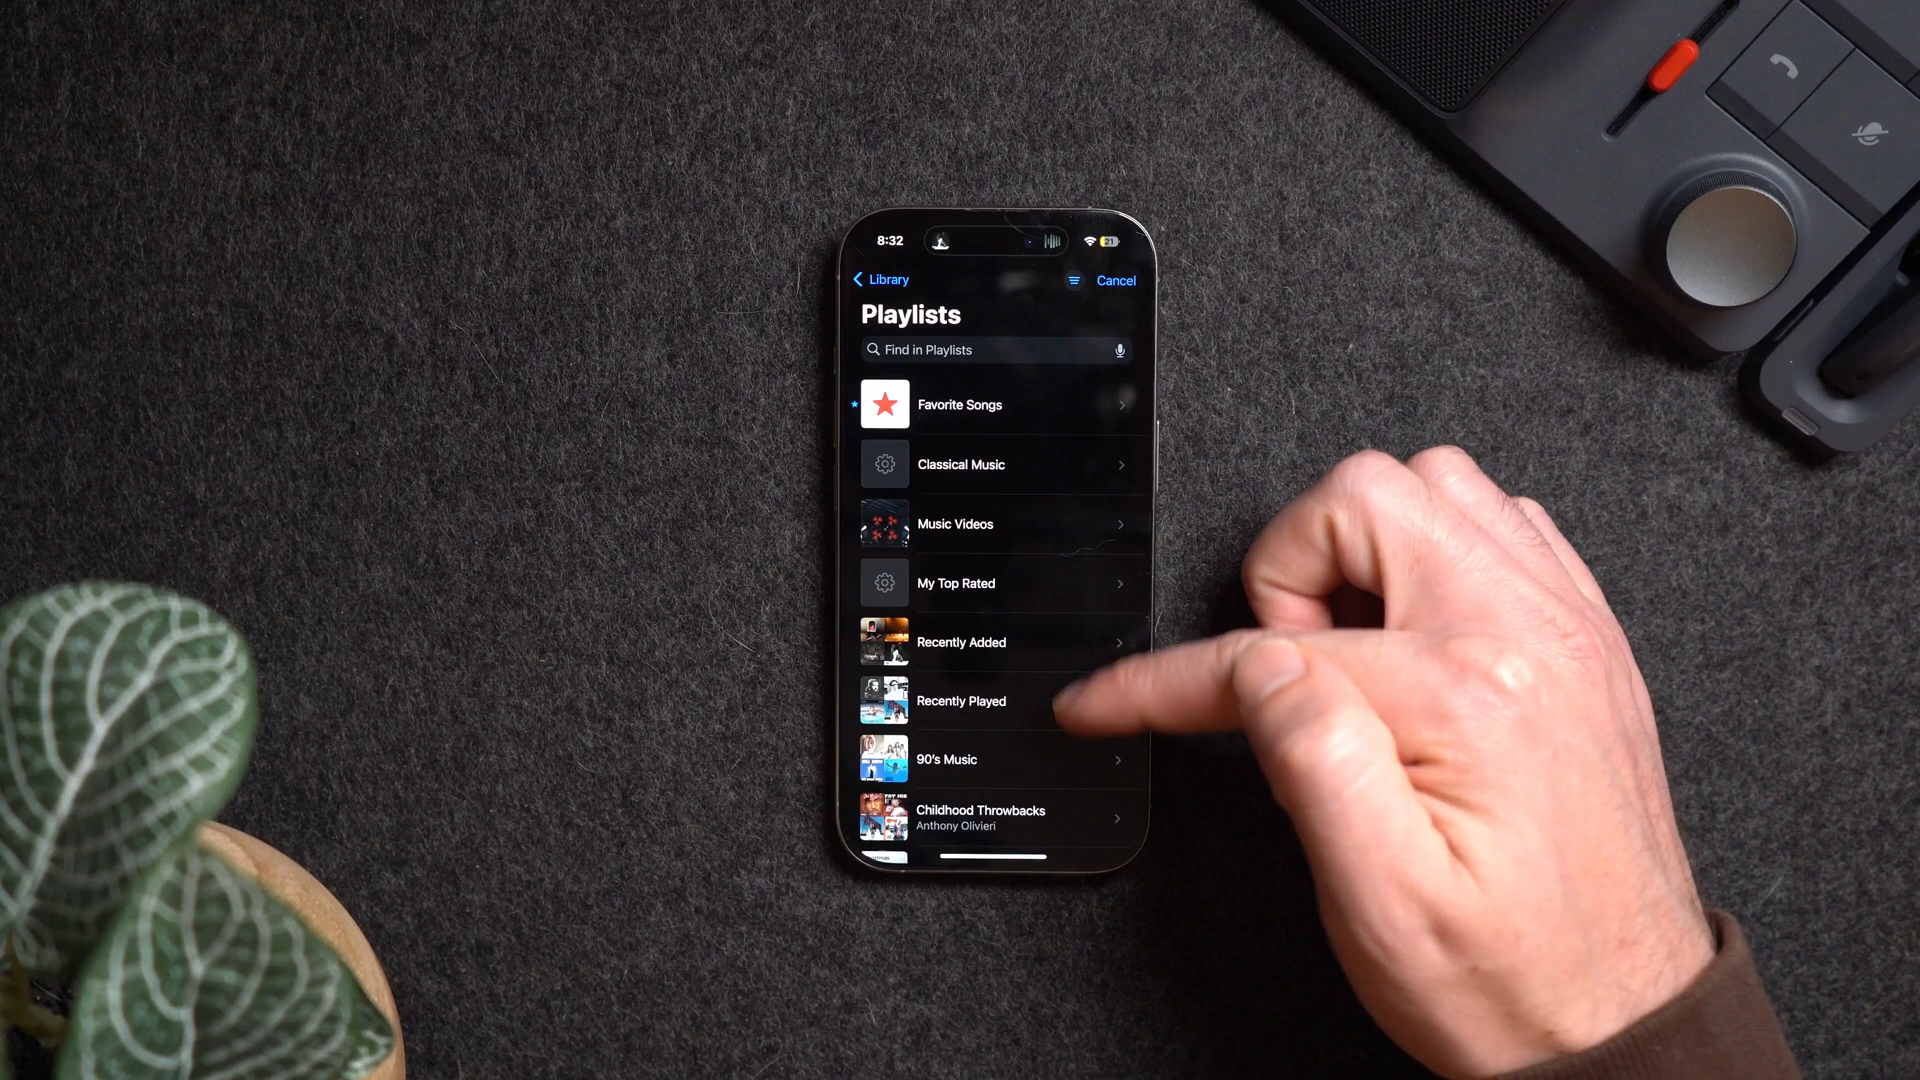 8:32
21
Library
Cancel
Playlists
Find in Playlists
Favorite Songs
Classical Music
Music Videos
My Top Rated
Recently Added
Recently Played
90's Music
Childhood Throwbacks
Anthony Olivieri